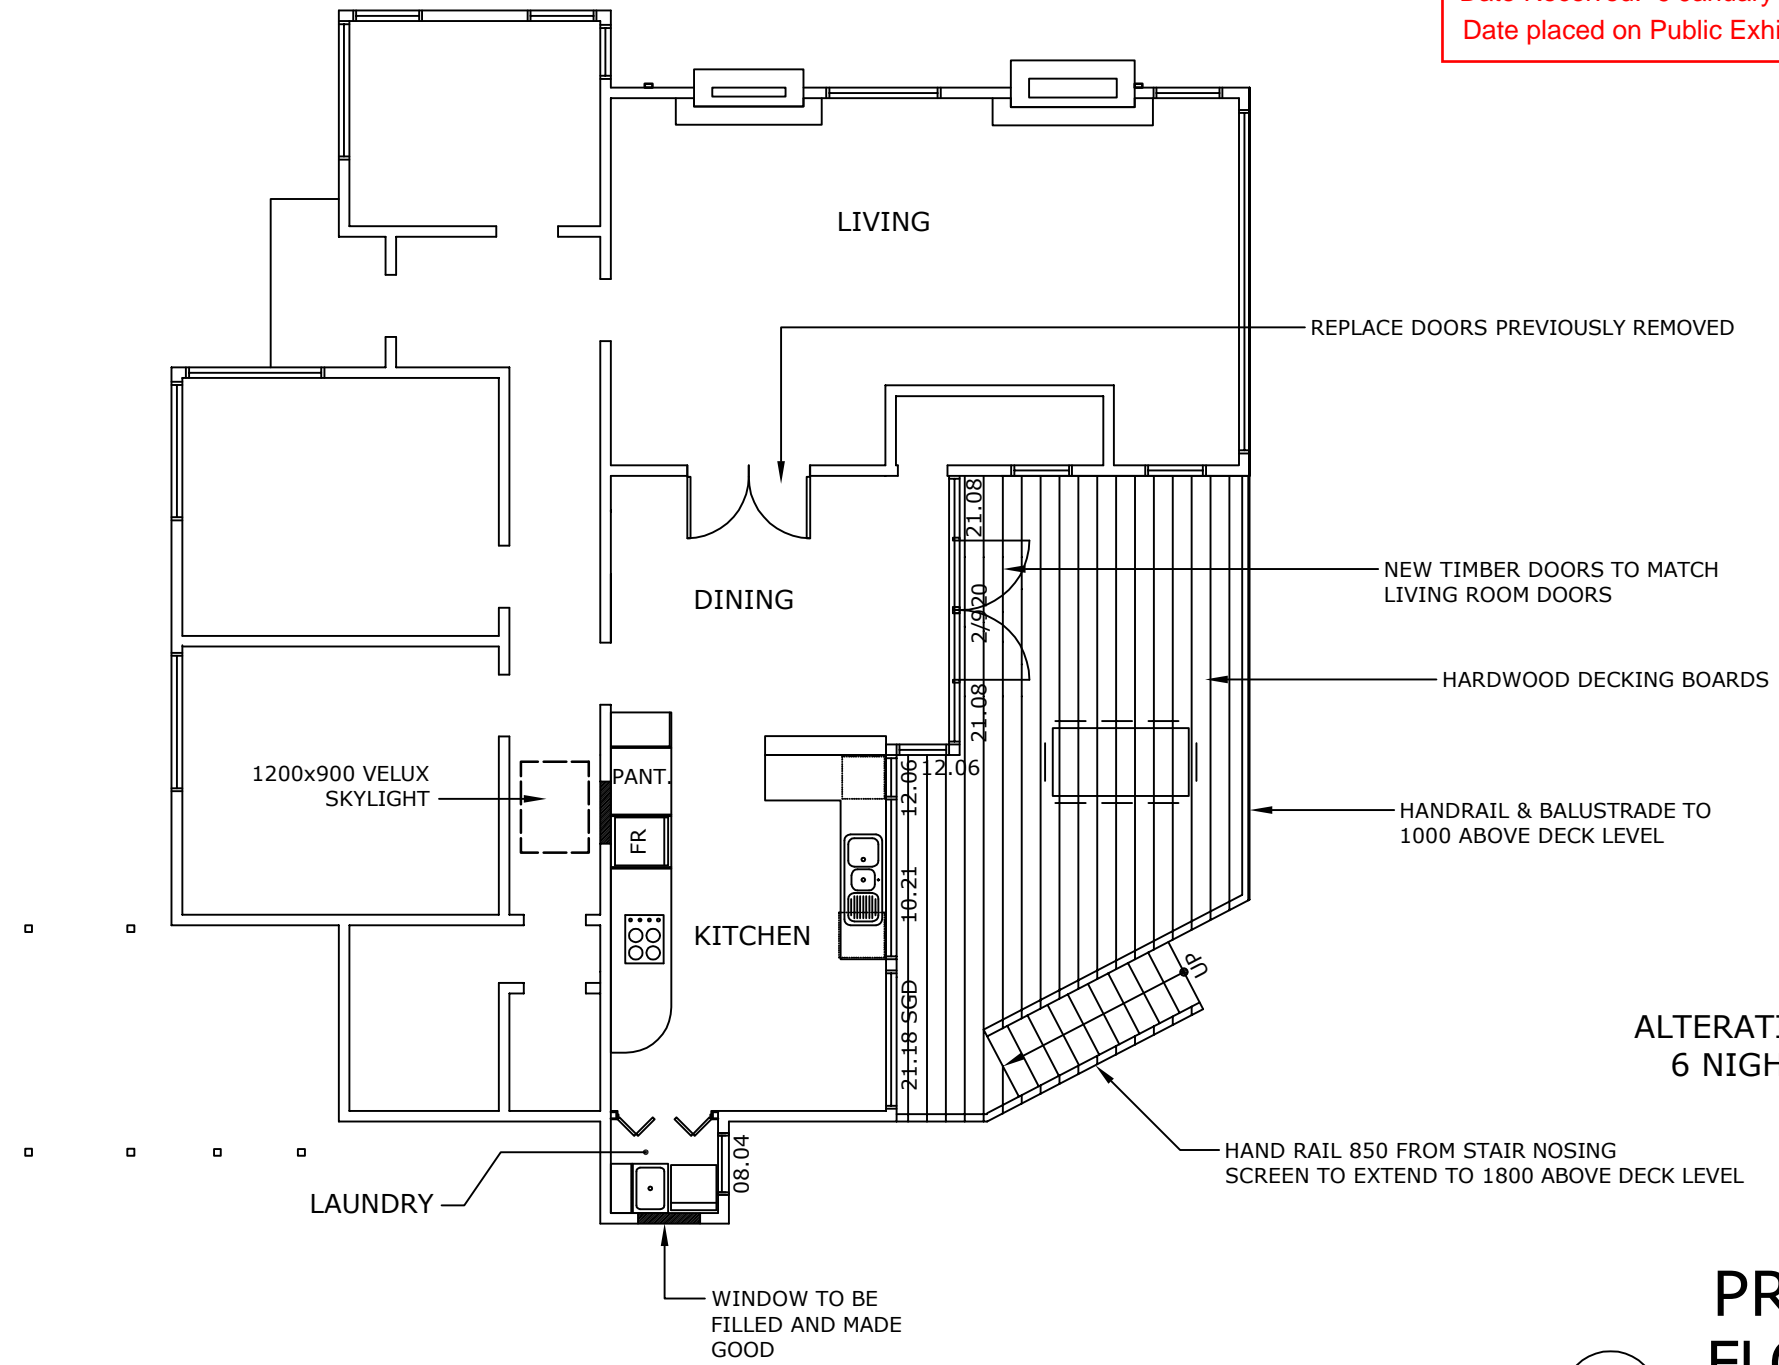 Date placed on Public Exhi
LIVING
REPLACE DOORS PREVIOUSLY REMOVED
21.08
NEW TIMBER DOORS TO MATCH
LIVING ROOM DOORS
DINING
2/9/20
HARDWOOD DECKING BOARDS
21.08
1200x900 VELUX
SKYLIGHT
PANT.
12.06
12.06
HANDRAIL & BALUSTRADE TO
1000 ABOVE DECK LEVEL
FR
10.21
KITCHEN
UP
21.18 SGD
ALTERATI
6 NIGH
HAND RAIL 850 FROM STAIR NOSING
SCREEN TO EXTEND TO 1800 ABOVE DECK LEVEL
08.04
LAUNDRY
WINDOW TO BE
FILLED AND MADE
GOOD
PR